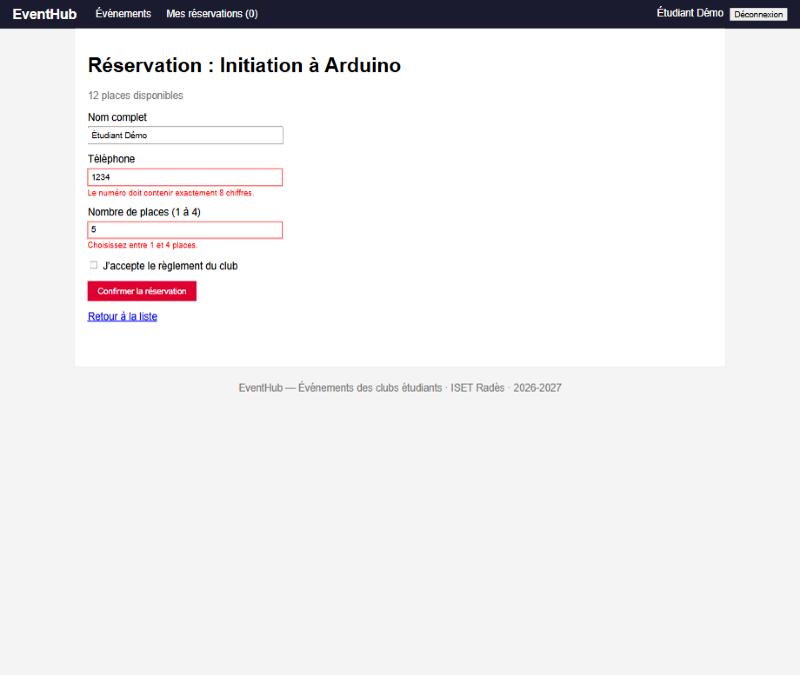 EventHub Évènements Mes réservations (0) Étudiant Démo Déconnexion
Réservation : Initiation à Arduino
12 places disponibles
Nom complet
Étudiant Démo
Téléphone
1234
Le numéro doit contenir exactement 8 chiffres.
Nombre de places (1 à 4)
5
Choisissez entre 1 et 4 places.
J'accepte le règlement du club
Confirmer la réservation
Retour à la liste
EventHub — Évènements des clubs étudiants · ISET Radès · 2026-2027